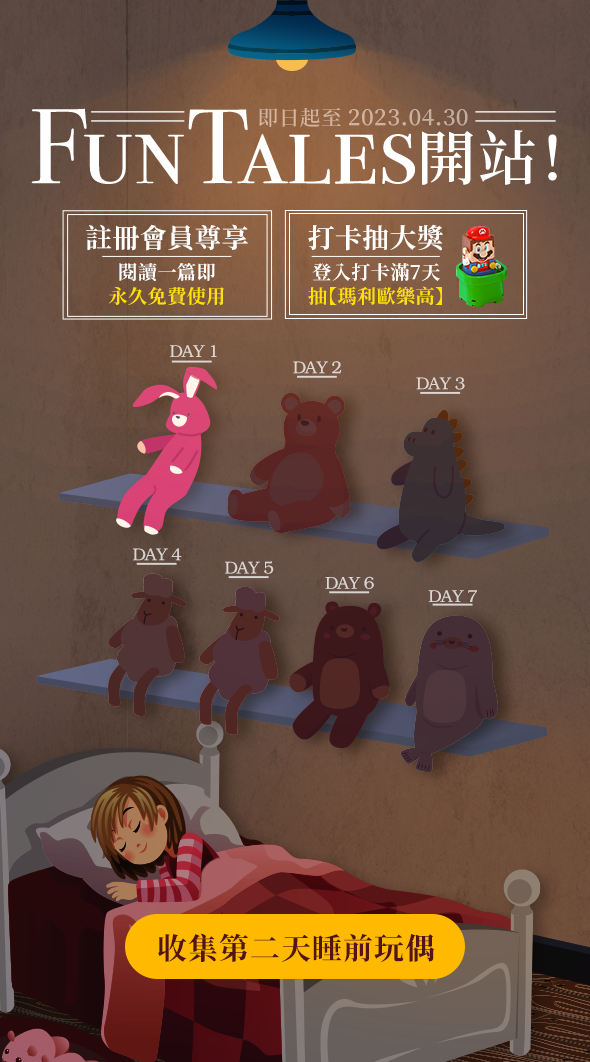 即日起至 2023.04.30
FUNTALES開站!
註冊會員尊享
閱讀一篇即
永久免費使用
打卡抽大獎
登入打卡滿7天
抽【瑪利歐樂高】
DAY 1
DAY 2
DAY 3
DAY 4
DAY 5
DAY 6
DAY 7
收集第二天睡前玩偶